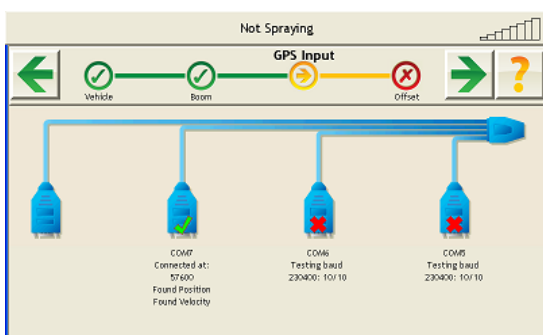 Not Spraying
GPS Input
Vehicle
Boom
Offset
?
COM7
Connected at:
57600
Found Position
Found Velocity
COM6
Testing baud
230400: 10/10
COM5
Testing baud
230400: 10/10